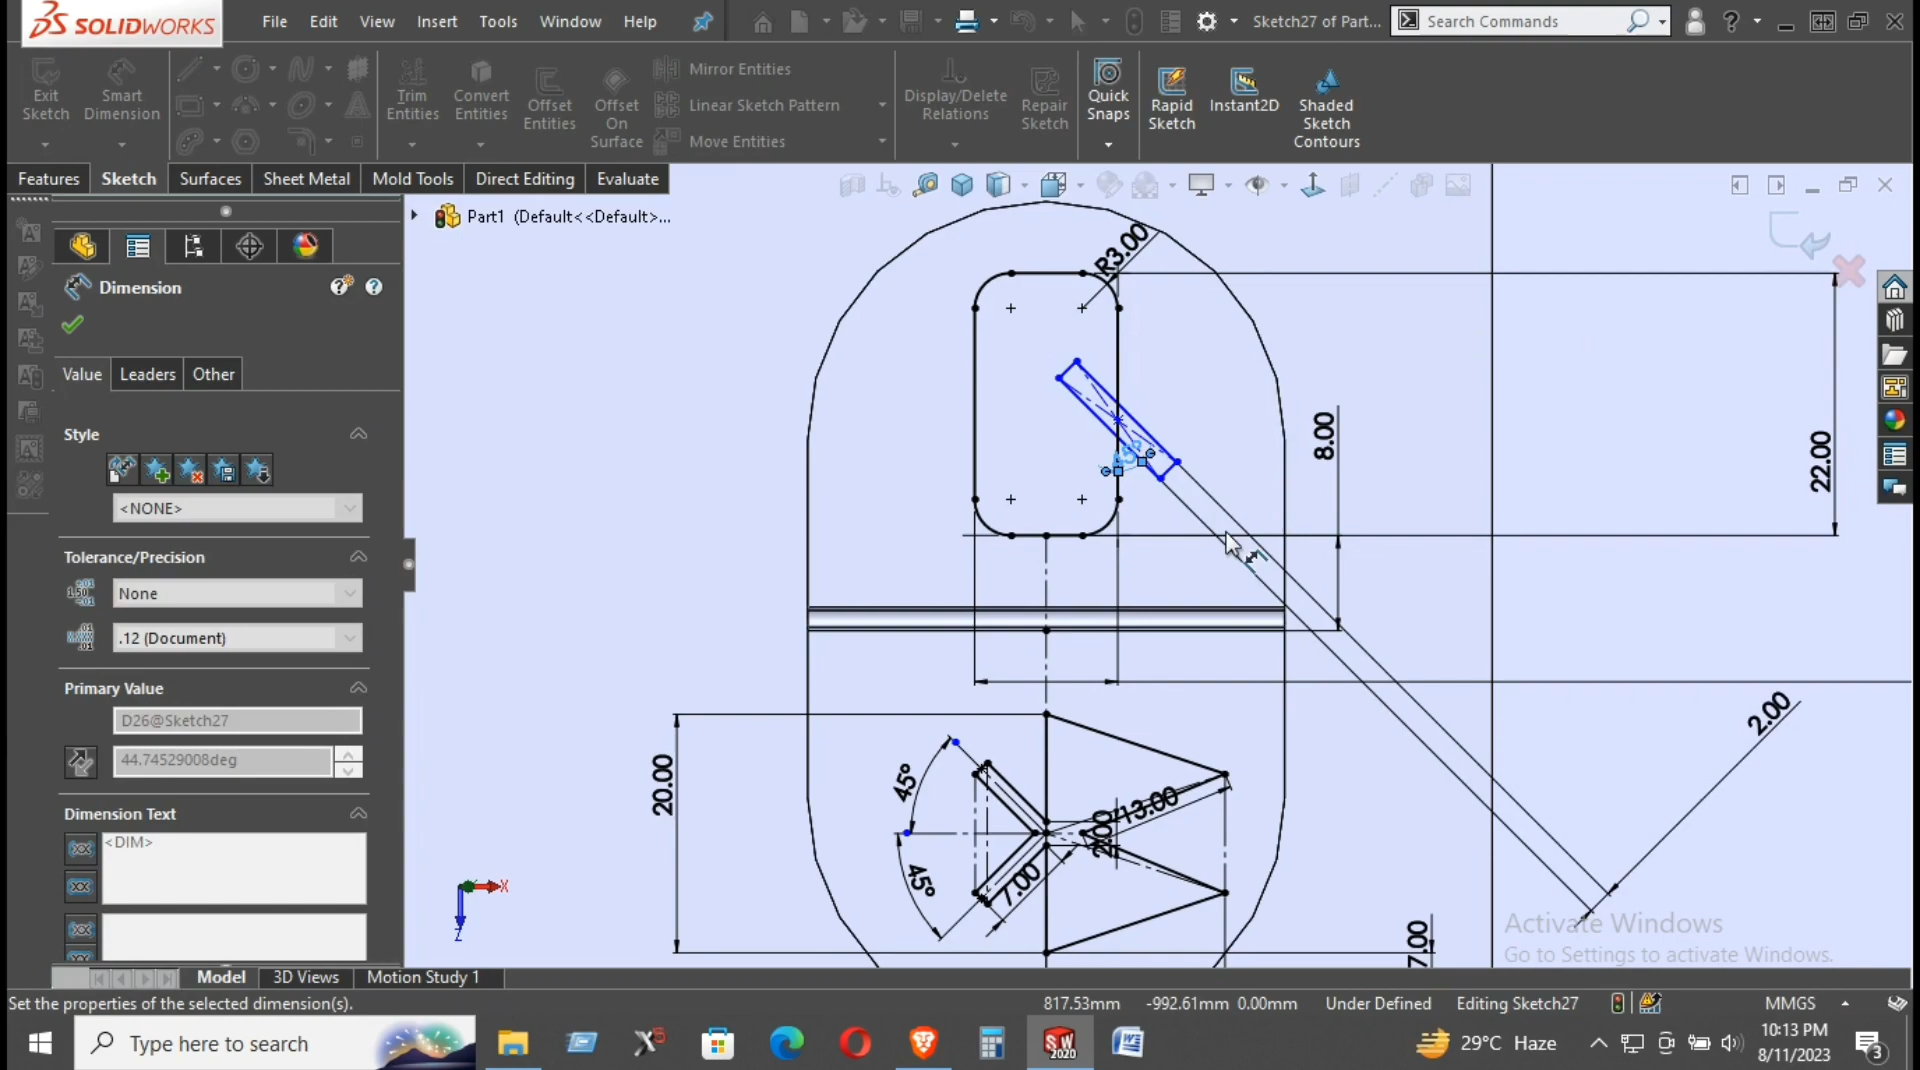 SOLIDWORKS
File Edit View Insert Tools Window Help
Sketch27 of Part...
Search Commands
Exit Sketch
Smart Dimension
Trim Entities
Convert Entities
Offset Entities
Offset On Surface
Mirror Entities
Linear Sketch Pattern
Move Entities
Display/Delete Relations
Repair Sketch
Quick Snaps
Rapid Sketch
Instant2D
Shaded Sketch Contours
Features Sketch Surfaces Sheet Metal Mold Tools Direct Editing Evaluate
Part1 (Default<<Default>...
Dimension
Value Leaders Other
Style
<NONE>
Tolerance/Precision
None
.12 (Document)
Primary Value
D26@Sketch27
44.74529008deg
Dimension Text
<DIM>
R3.00
45°
8.00
22.00
2.00
20.00
45°
45°
13.00
2.00
7.00
7.00
X
Z
Activate Windows
Go to Settings to activate Windows.
Model 3D Views Motion Study 1
Set the properties of the selected dimension(s).
817.53mm -992.61mm 0.00mm Under Defined Editing Sketch27 MMGS
Type here to search
SW 2020
29°C Haze
10:13 PM
8/11/2023
3